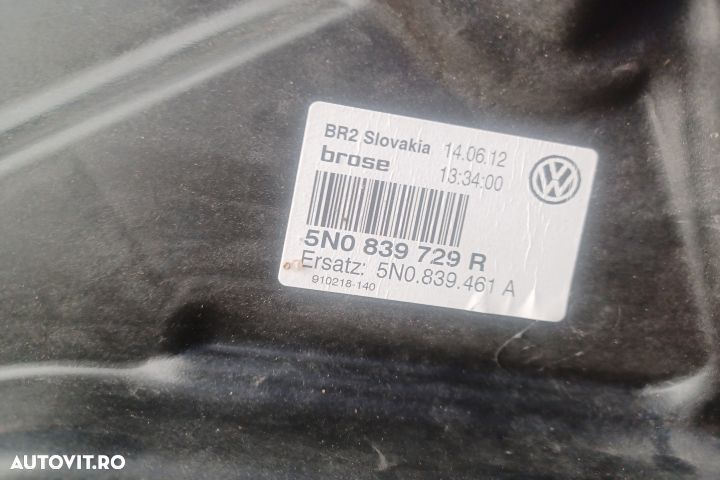 BR2 Slovakia 14.06.12
brose 13:34:00
5N0 839 729 R
Ersatz: 5N0.839.461 A
910218-140
AUTOVIT.RO